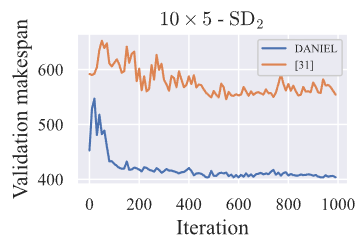 10 × 5 - SD₂
DANIEL
[31]
Validation makespan
600
500
400
0 200 400 600 800 1000
Iteration